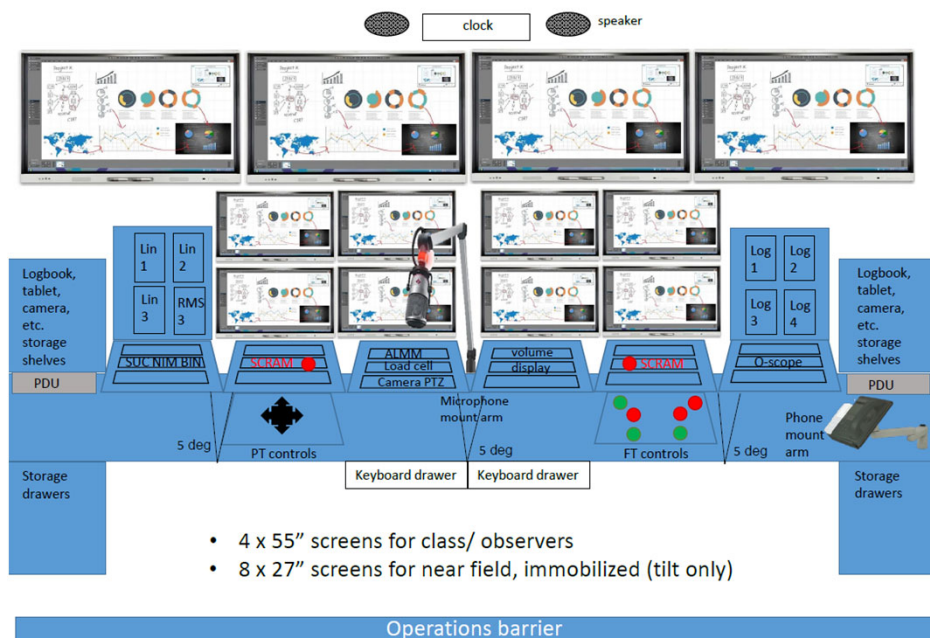 clock
speaker
Lin
1
Lin
2
Lin
3
RMS
3
Log
1
Log
2
Log
3
Log
4
Logbook,
tablet,
camera,
etc.
storage
shelves
Logbook,
tablet,
camera,
etc.
storage
shelves
SUC NIM BIN
SCRAM
ALMM
Load cell
Camera PTZ
volume
display
SCRAM
O-scope
PDU
PDU
Microphone
mount arm
Phone
mount
arm
5 deg
PT controls
5 deg
FT controls
5 deg
Storage
drawers
Keyboard drawer
Keyboard drawer
Storage
drawers
• 4 x 55” screens for class/ observers
• 8 x 27” screens for near field, immobilized (tilt only)
Operations barrier